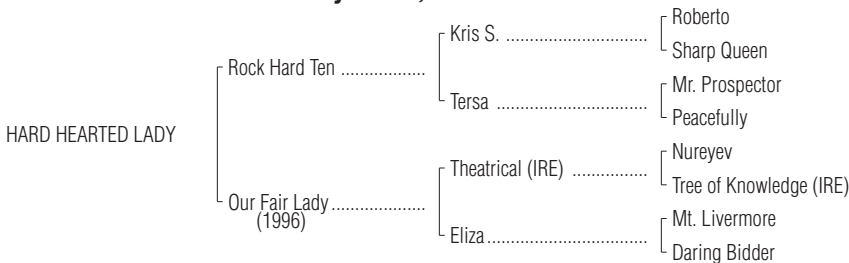 Roberto
Kris S. ..............................
Sharp Queen
Rock Hard Ten ..................
Mr. Prospector
Tersa ................................
Peacefully
HARD HEARTED LADY
Nureyev
Theatrical (IRE) ................
Tree of Knowledge (IRE)
Our Fair Lady ....................
(1996)
Mt. Livermore
Eliza ..................................
Daring Bidder